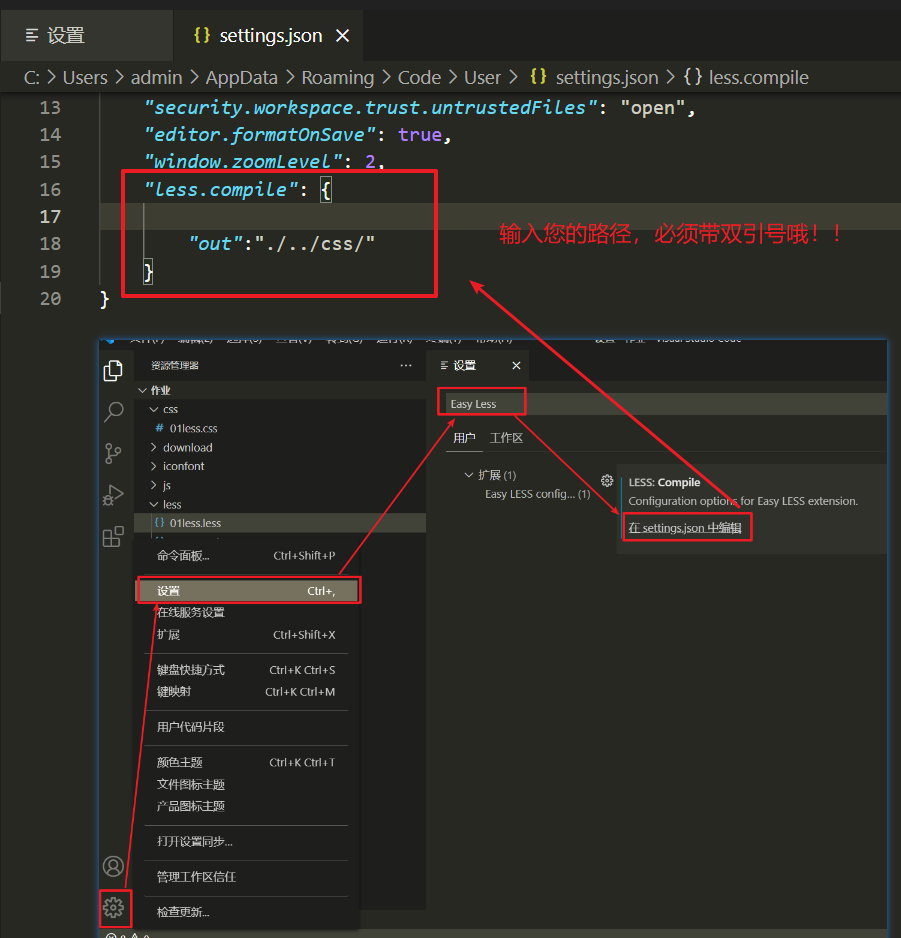 设置
{} settings.json
C: > Users > admin > AppData > Roaming > Code > User > {} settings.json > {} less.compile
13 "security.workspace.trust.untrustedFiles": "open",
14 "editor.formatOnSave": true,
15 "window.zoomLevel": 2,
16 "less.compile": {
17
18 "out":"./../css/"
19 }
20 }
输入您的路径，必须带双引号哦！！
Visual Studio Code
资源管理器 ···
作业
css
# 01less.css
download
iconfont
js
less
{} 01less.less
设置
Easy Less
用户 工作区
扩展 (1)
Easy LESS config... (1)
LESS: Compile
Configuration options for Easy LESS extension.
在 settings.json 中编辑
命令面板... Ctrl+Shift+P
设置 Ctrl+,
在线服务设置
扩展 Ctrl+Shift+X
键盘快捷方式 Ctrl+K Ctrl+S
键映射 Ctrl+K Ctrl+M
用户代码片段
颜色主题 Ctrl+K Ctrl+T
文件图标主题
产品图标主题
打开设置同步...
管理工作区信任
检查更新...